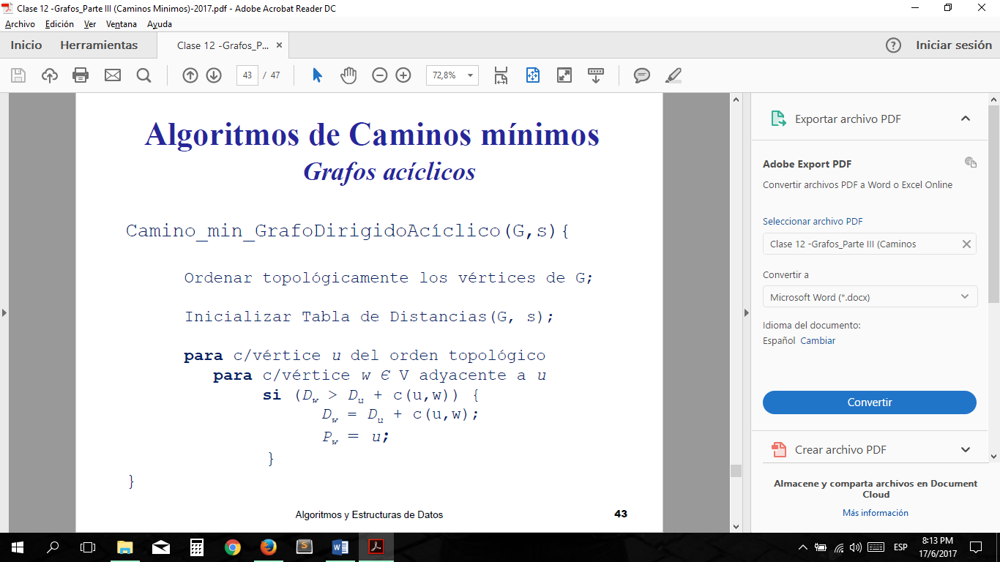 Clase 12 -Grafos_Parte III (Caminos Minimos)-2017.pdf - Adobe Acrobat Reader DC
Archivo Edición Ver Ventana Ayuda
Inicio Herramientas Clase 12 -Grafos_P... Iniciar sesión
43 / 47 72,8%
Algoritmos de Caminos mínimos
Grafos acíclicos
Camino_min_GrafoDirigidoAcíclico(G,s){
Ordenar topológicamente los vértices de G;
Inicializar Tabla de Distancias(G, s);
para c/vértice u del orden topológico
para c/vértice w Є V adyacente a u
si (Dw > Du + c(u,w)) {
Dw = Du + c(u,w);
Pw = u;
}
}
Algoritmos y Estructuras de Datos 43
Exportar archivo PDF
Adobe Export PDF
Convertir archivos PDF a Word o Excel Online
Seleccionar archivo PDF
Clase 12 -Grafos_Parte III (Caminos
Convertir a
Microsoft Word (*.docx)
Idioma del documento:
Español Cambiar
Convertir
Crear archivo PDF
Almacene y comparta archivos en Document
Cloud
Más información
ESP 8:13 PM
17/6/2017